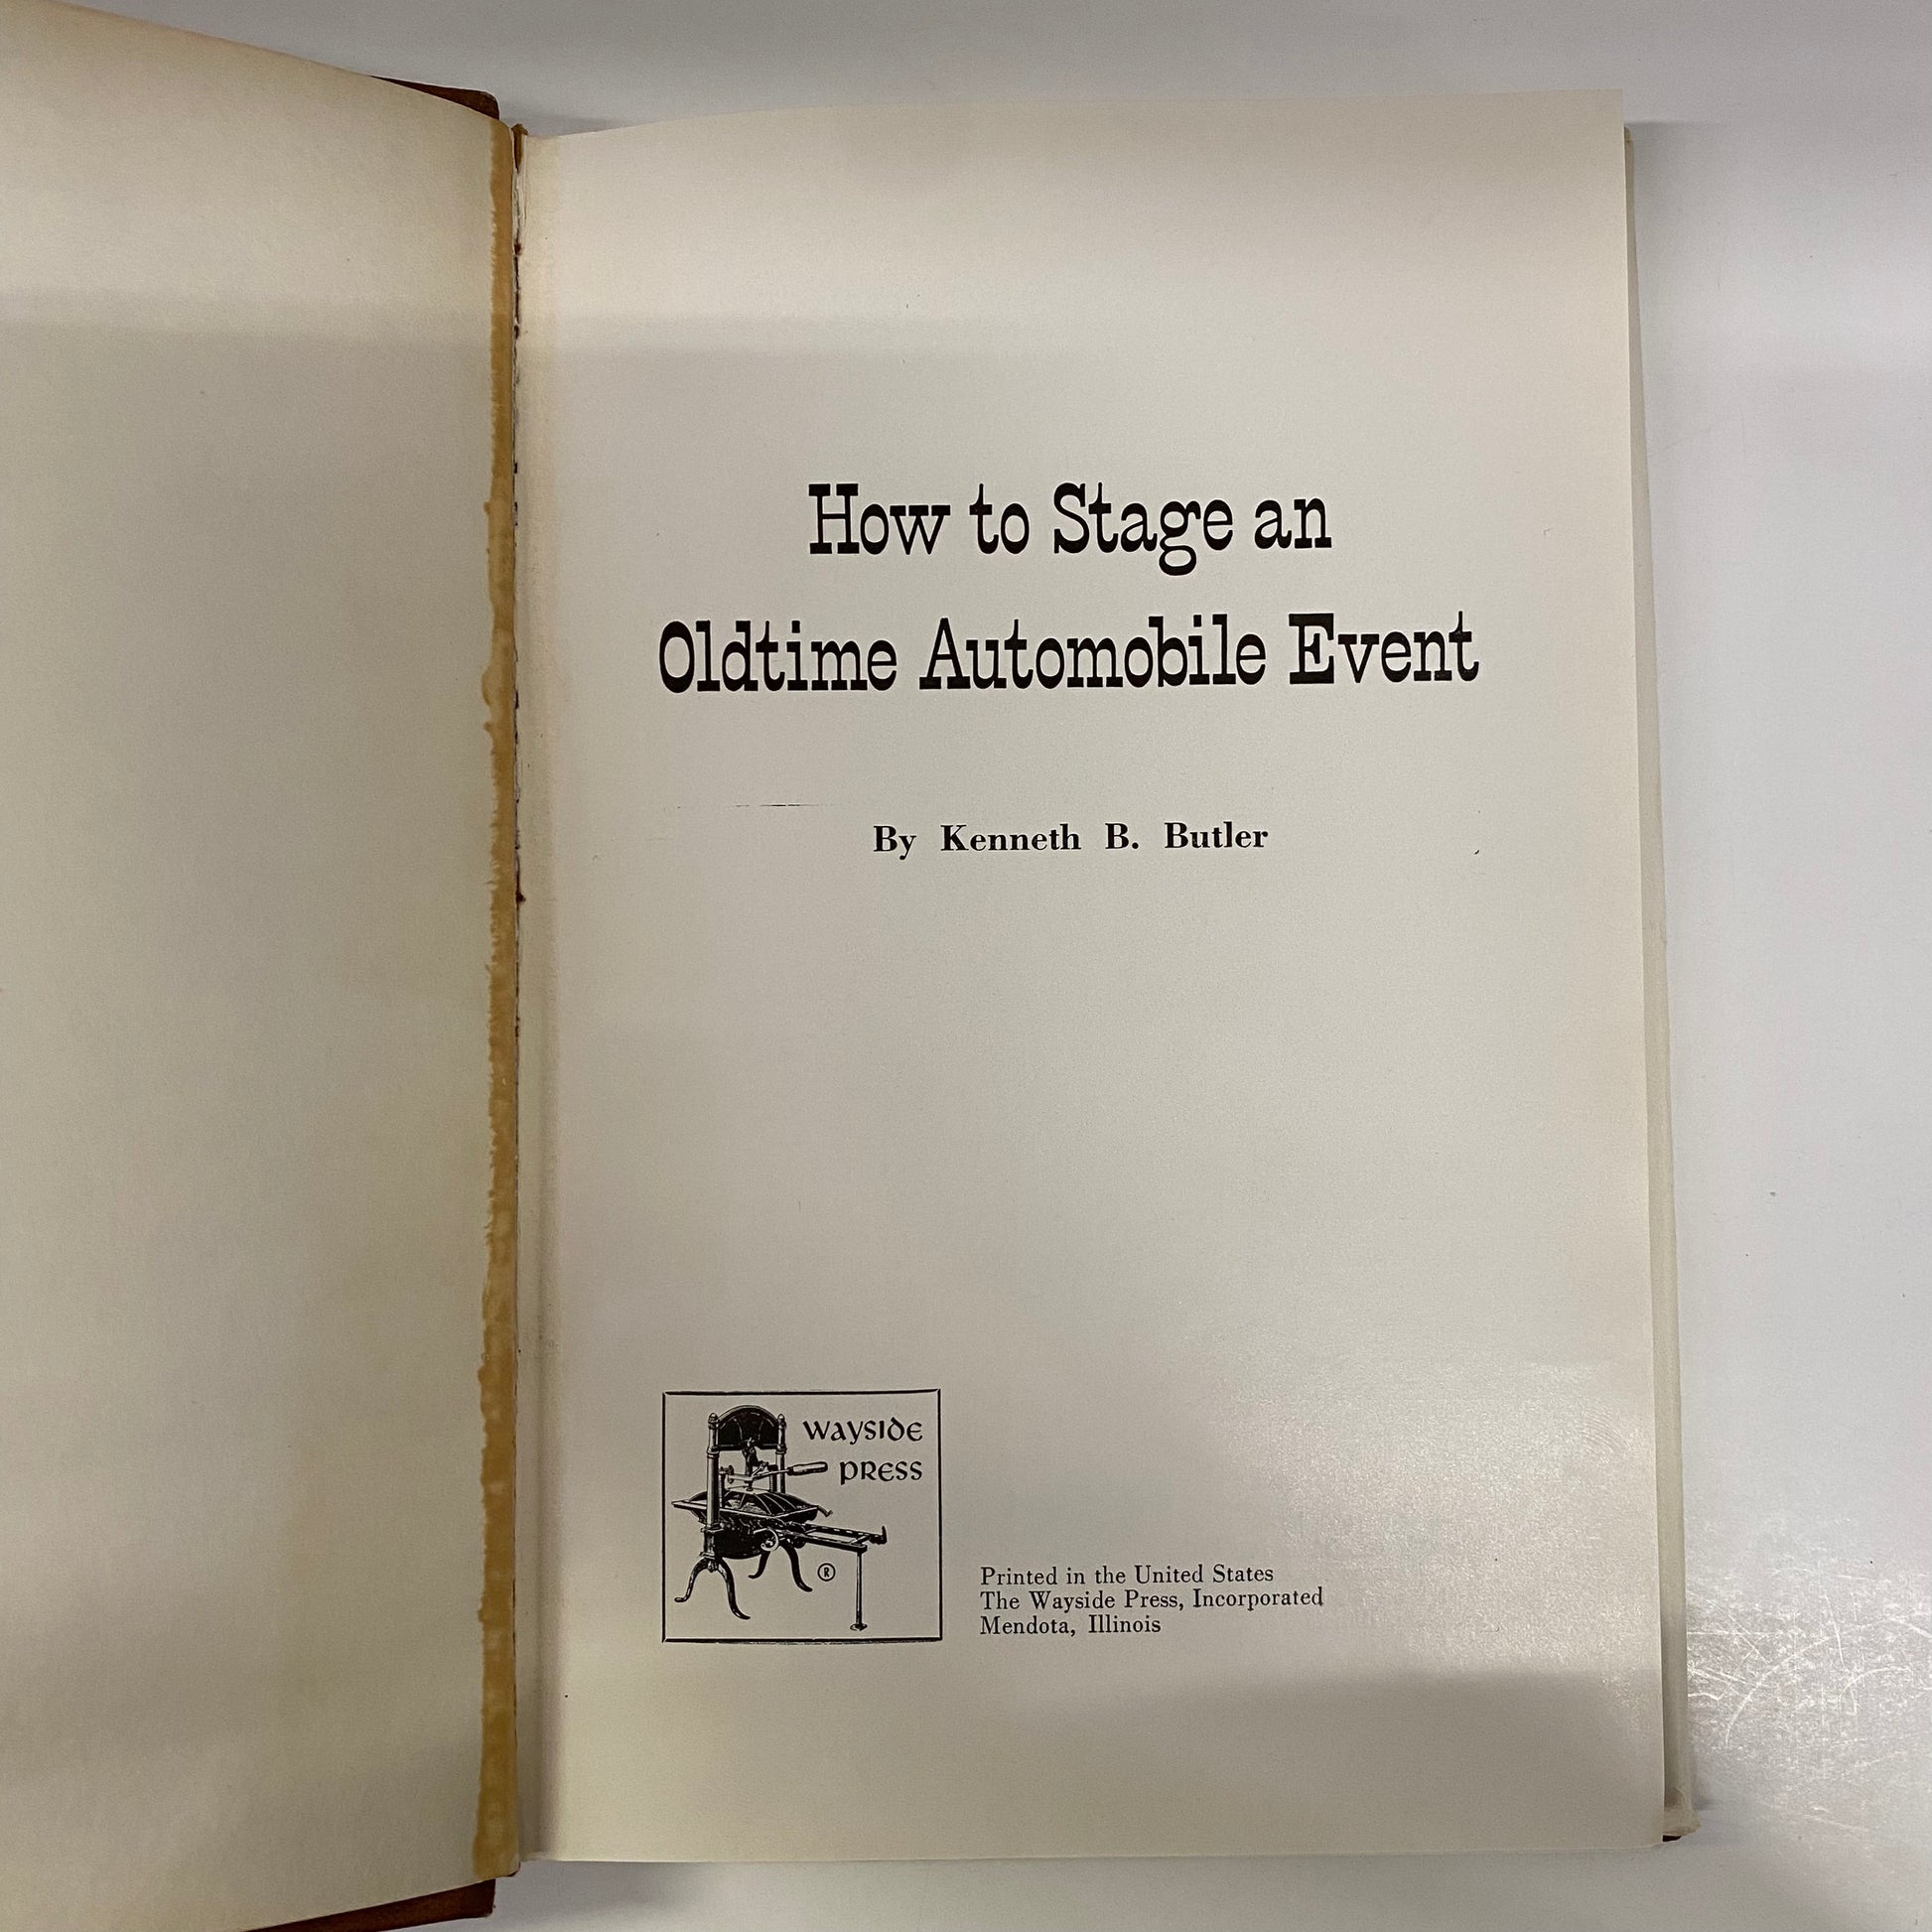 How to Stage an
Oldtime Automobile Event
By Kenneth B. Butler
WAYSIDE
PRESS
®
Printed in the United States
The Wayside Press, Incorporated
Mendota, Illinois